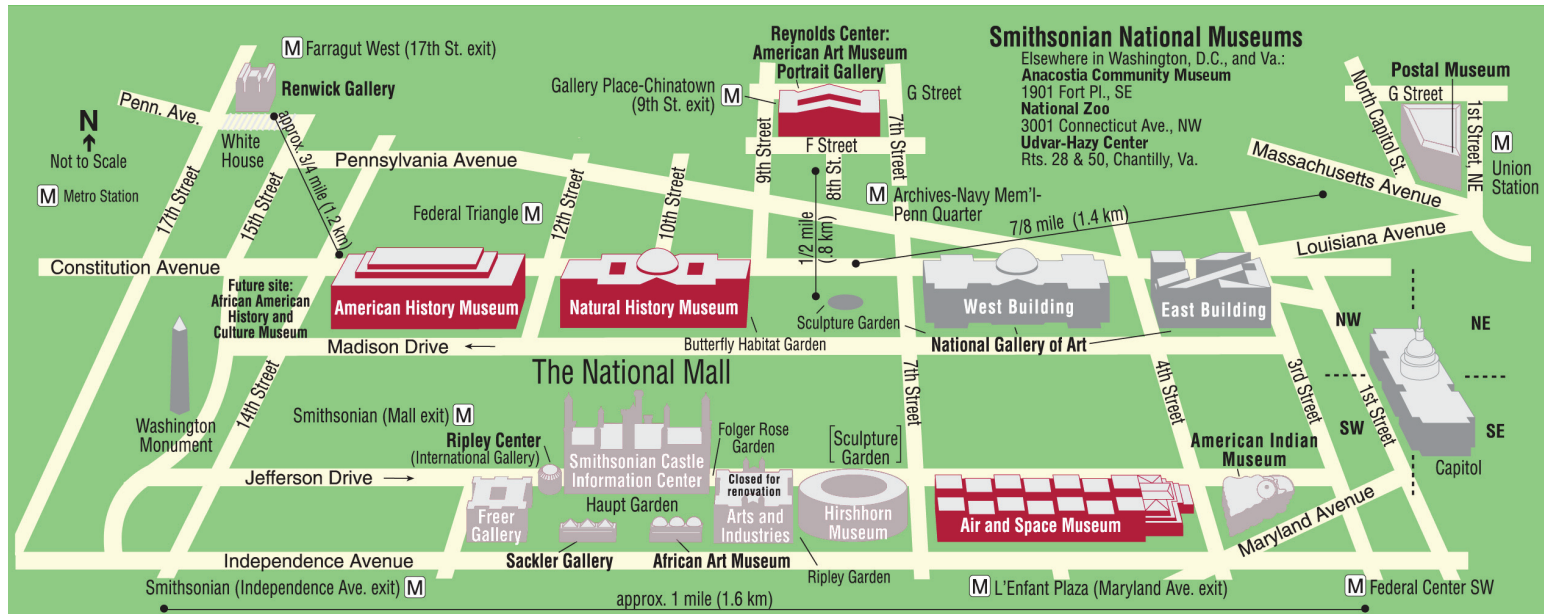 M Farragut West (17th St. exit)
Renwick Gallery
Penn. Ave.
N
Not to Scale
White
House
approx. 3/4 mile (1.2 km)
M Metro Station
17th Street
15th Street
Pennsylvania Avenue
Reynolds Center:
American Art Museum
Portrait Gallery
Gallery Place-Chinatown
(9th St. exit)
M
G Street
9th Street
7th Street
F Street
8th St.
Smithsonian National Museums
Elsewhere in Washington, D.C., and Va.:
Anacostia Community Museum
1901 Fort Pl., SE
National Zoo
3001 Connecticut Ave., NW
Udvar-Hazy Center
Rts. 28 & 50, Chantilly, Va.
Postal Museum
G Street
North Capitol St.
1st Street, NE
M
Union
Station
Massachusetts Avenue
Louisiana Avenue
Federal Triangle M
12th Street
10th Street
M Archives-Navy Mem'l-
Penn Quarter
1/2 mile
(.8 km)
7/8 mile (1.4 km)
Constitution Avenue
Future site:
African American
History and
Culture Museum
American History Museum
Natural History Museum
Sculpture Garden
West Building
East Building
Butterfly Habitat Garden
National Gallery of Art
Madison Drive
The National Mall
NW
NE
SW
SE
Capitol
Washington
Monument
14th Street
7th Street
4th Street
3rd Street
1st Street
Smithsonian (Mall exit) M
Ripley Center
(International Gallery)
Smithsonian Castle
Information Center
Folger Rose
Garden
[Sculpture
Garden]
American Indian
Museum
Jefferson Drive
Haupt Garden
Closed for
renovation
Freer
Gallery
Arts and
Industries
Hirshhorn
Museum
Air and Space Museum
Maryland Avenue
Independence Avenue
Sackler Gallery
African Art Museum
Ripley Garden
Smithsonian (Independence Ave. exit) M
M L'Enfant Plaza (Maryland Ave. exit)
M Federal Center SW
approx. 1 mile (1.6 km)